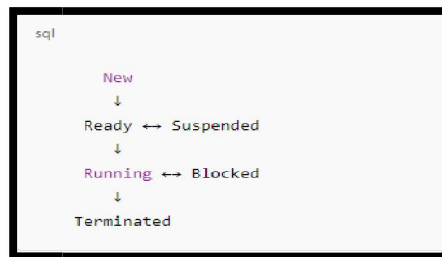 sql
New
↓
Ready ↔ Suspended
↓
Running ↔ Blocked
↓
Terminated